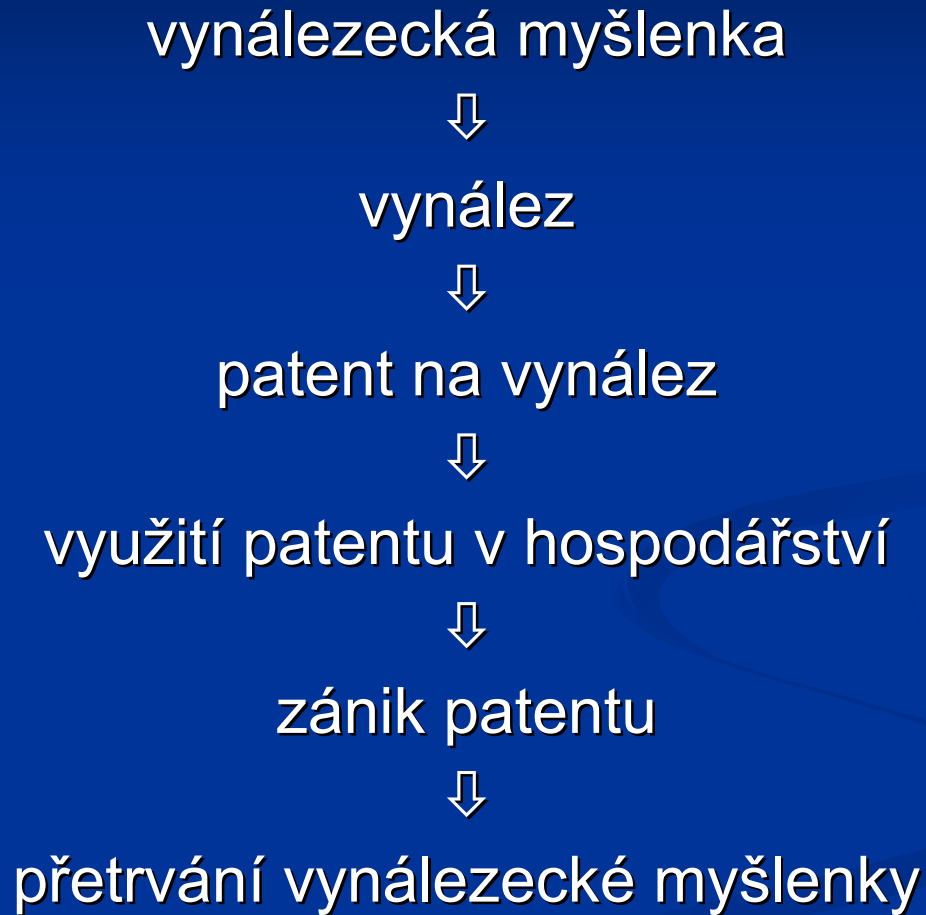 vynálezecká myšlenka
⇩
vynález
⇩
patent na vynález
⇩
využití patentu v hospodářství
⇩
zánik patentu
⇩
přetrvání vynálezecké myšlenky